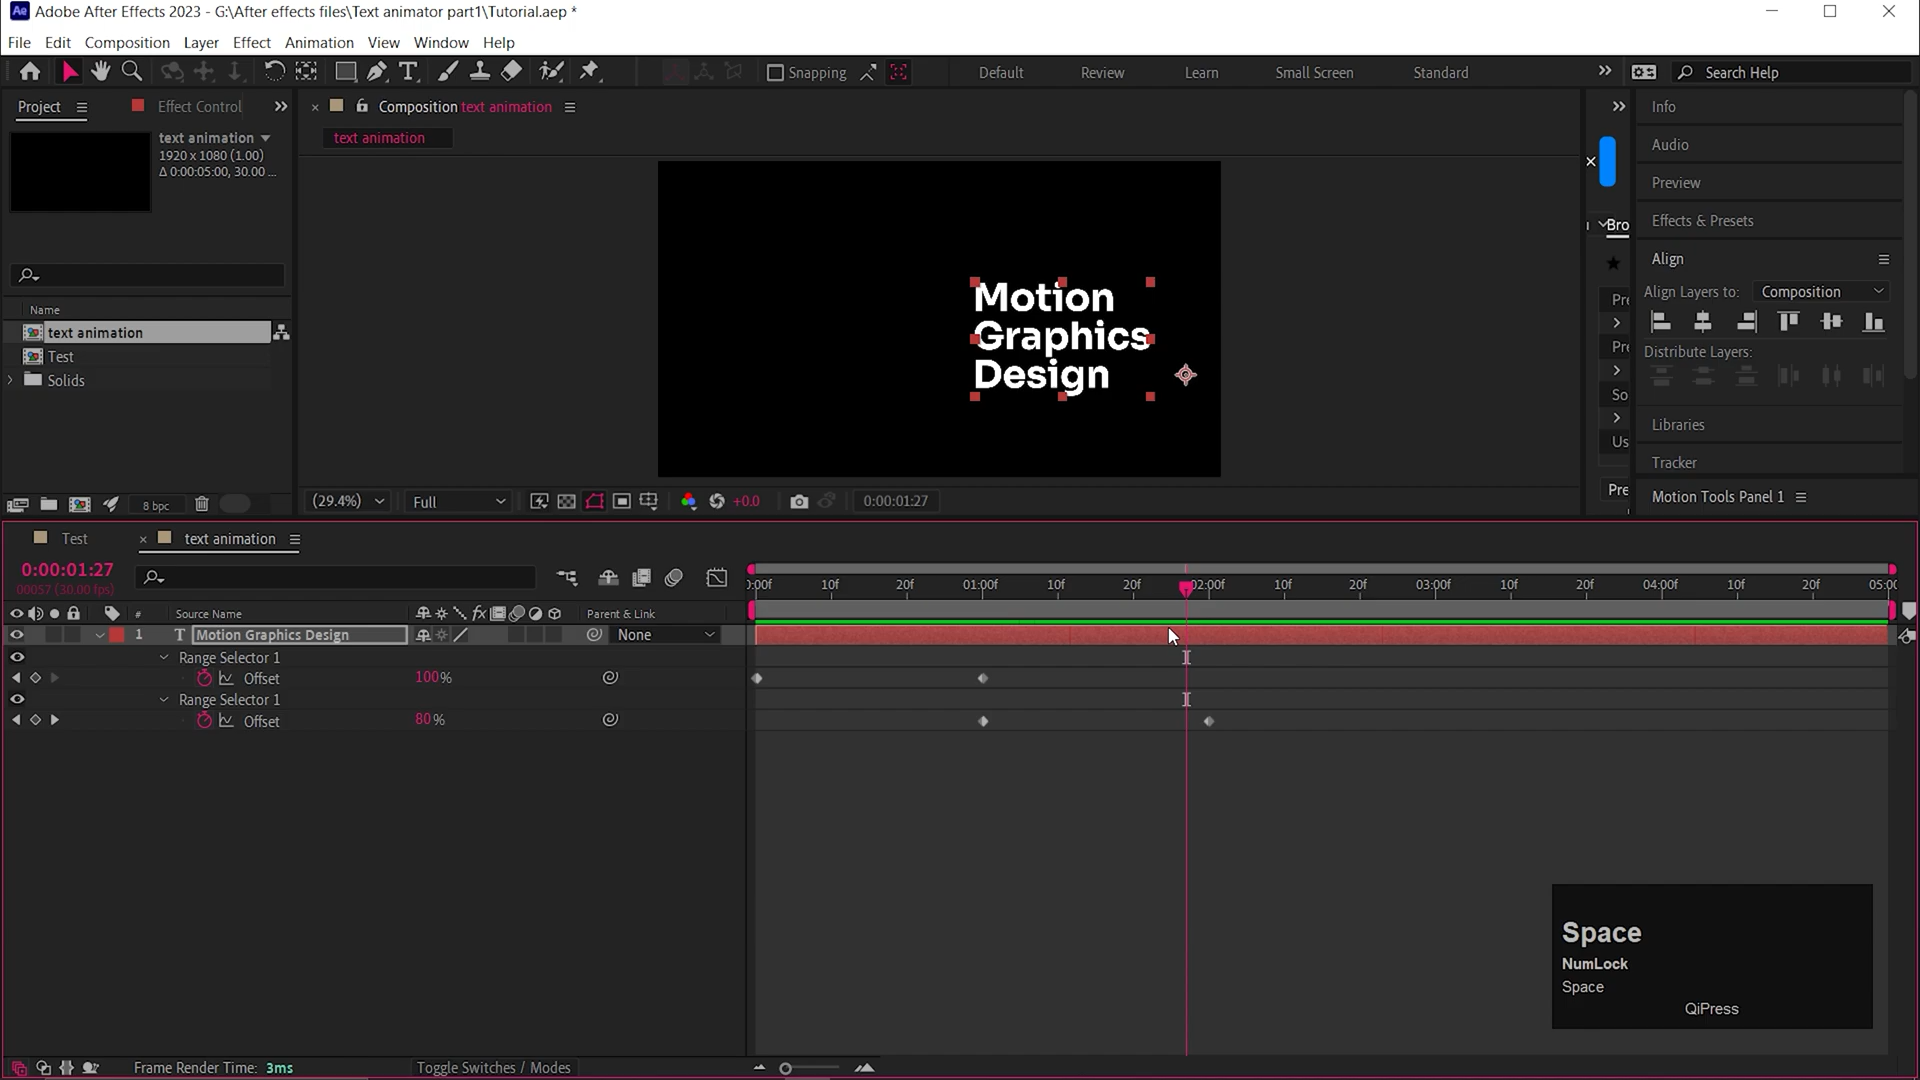 Adobe After Effects 2023 - G:\After effects files\Text animator part1\Tutorial.aep *
File Edit Composition Layer Effect Animation View Window Help
Snapping Default Review Learn Small Screen Standard Search Help
Project Effect Control
Composition text animation
text animation
text animation
1920 x 1080 (1.00)
Δ 0:00:05:00, 30.00 ...
Name
text animation
Test
Solids
8 bpc
Motion
Graphics
Design
(29.4%) Full +0.0 0:00:01:27
Bro
Pre
Pre
So
Us
Pre
Info
Audio
Preview
Effects & Presets
Align
Align Layers to: Composition
Distribute Layers:
Libraries
Tracker
Motion Tools Panel 1
Test text animation
0:00:01:27
00057 (30.00 fps)
# Source Name Parent & Link
1 T Motion Graphics Design None
Range Selector 1
Offset 100%
Range Selector 1
Offset 80%
0:00f 10f 20f 01:00f 10f 20f 02:00f 10f 20f 03:00f 10f 20f 04:00f 10f 20f 05:00
Space
NumLock
Space
QiPress
Frame Render Time: 3ms Toggle Switches / Modes